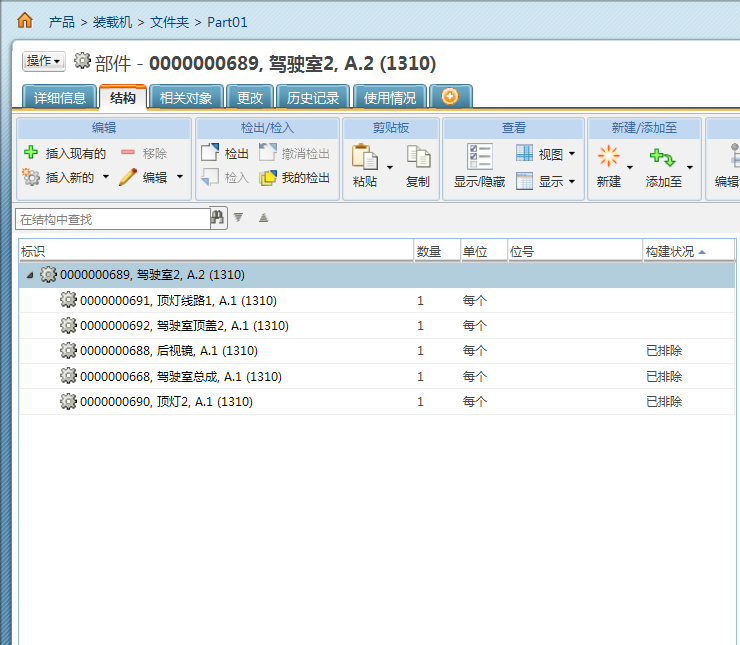 产品 > 装载机 > 文件夹 > Part01
操作 部件 - 0000000689, 驾驶室2, A.2 (1310)
详细信息 结构 相关对象 更改 历史记录 使用情况
编辑 检出/检入 剪贴板 查看 新建/添加至
插入现有的 移除 检出 撤消检出 视图
插入新的 编辑 检入 我的检出 粘贴 复制 显示/隐藏 显示 新建 添加至 编辑
在结构中查找
标识 数量 单位 位号 构建状况
0000000689, 驾驶室2, A.2 (1310)
0000000691, 顶灯线路1, A.1 (1310) 1 每个
0000000692, 驾驶室顶盖2, A.1 (1310) 1 每个
0000000688, 后视镜, A.1 (1310) 1 每个 已排除
0000000668, 驾驶室总成, A.1 (1310) 1 每个 已排除
0000000690, 顶灯2, A.1 (1310) 1 每个 已排除